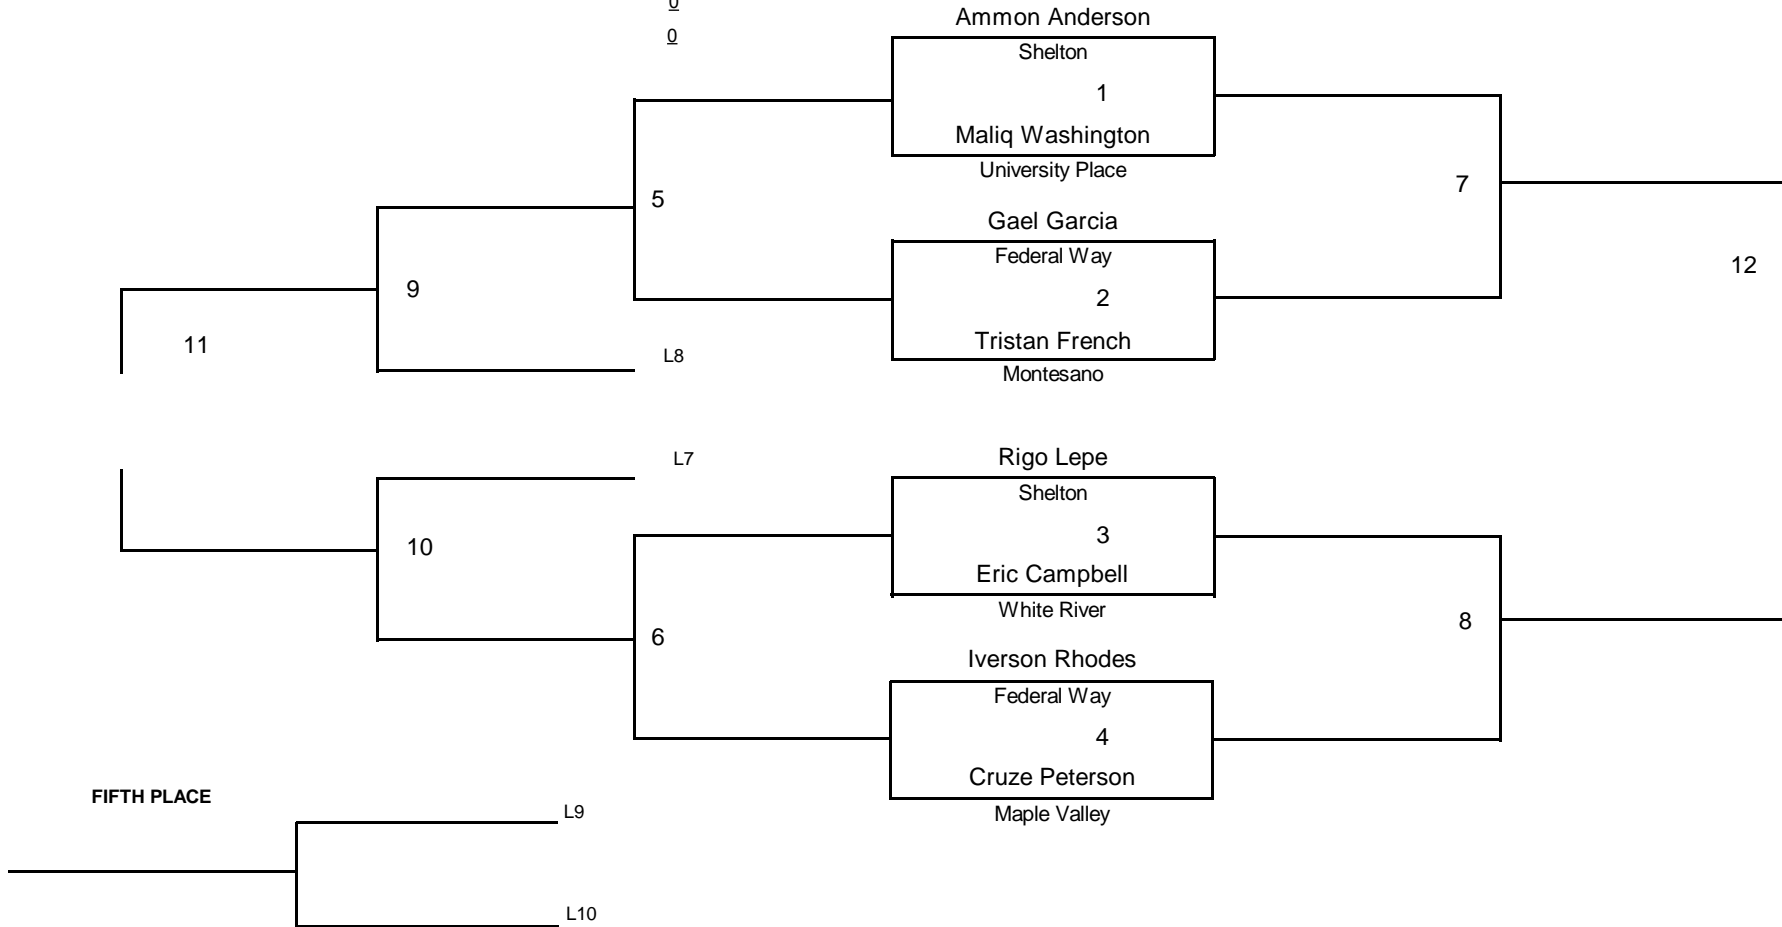 0
0
Ammon Anderson
Shelton
1
Maliq Washington
University Place
5
7
Gael Garcia
Federal Way
12
9
2
11
Tristan French
L8
Montesano
L7
Rigo Lepe
Shelton
3
10
Eric Campbell
White River
6
8
Iverson Rhodes
Federal Way
4
Cruze Peterson
FIFTH PLACE
L9
Maple Valley
L10